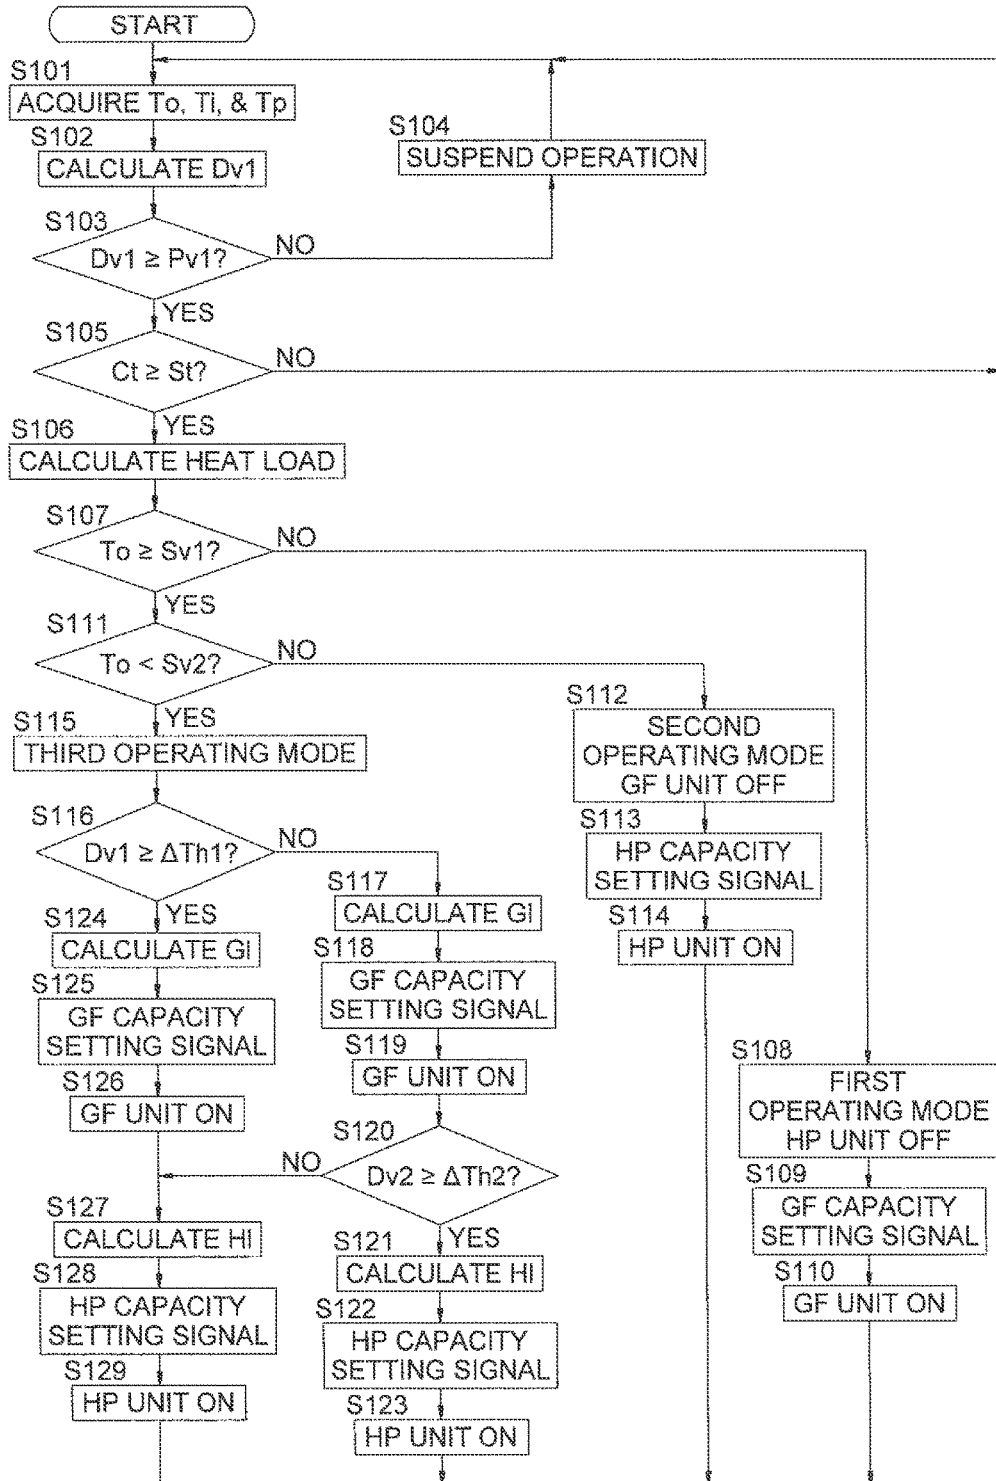 START
S101
ACQUIRE To, Ti, & Tp
S102
CALCULATE Dv1
S104
SUSPEND OPERATION
S103
Dv1 ≥ Pv1?
NO
YES
S105
Ct ≥ St?
NO
YES
S106
CALCULATE HEAT LOAD
S107
To ≥ Sv1?
NO
YES
S111
To < Sv2?
NO
YES
S112
SECOND
OPERATING MODE
GF UNIT OFF
S113
HP CAPACITY
SETTING SIGNAL
S114
HP UNIT ON
S115
THIRD OPERATING MODE
S116
Dv1 ≥ ΔTh1?
NO
YES
S117
CALCULATE GI
S118
GF CAPACITY
SETTING SIGNAL
S119
GF UNIT ON
S124
CALCULATE GI
S125
GF CAPACITY
SETTING SIGNAL
S126
GF UNIT ON
S120
Dv2 ≥ ΔTh2?
NO
YES
S108
FIRST
OPERATING MODE
HP UNIT OFF
S109
GF CAPACITY
SETTING SIGNAL
S110
GF UNIT ON
S127
CALCULATE HI
S128
HP CAPACITY
SETTING SIGNAL
S129
HP UNIT ON
S121
CALCULATE HI
S122
HP CAPACITY
SETTING SIGNAL
S123
HP UNIT ON